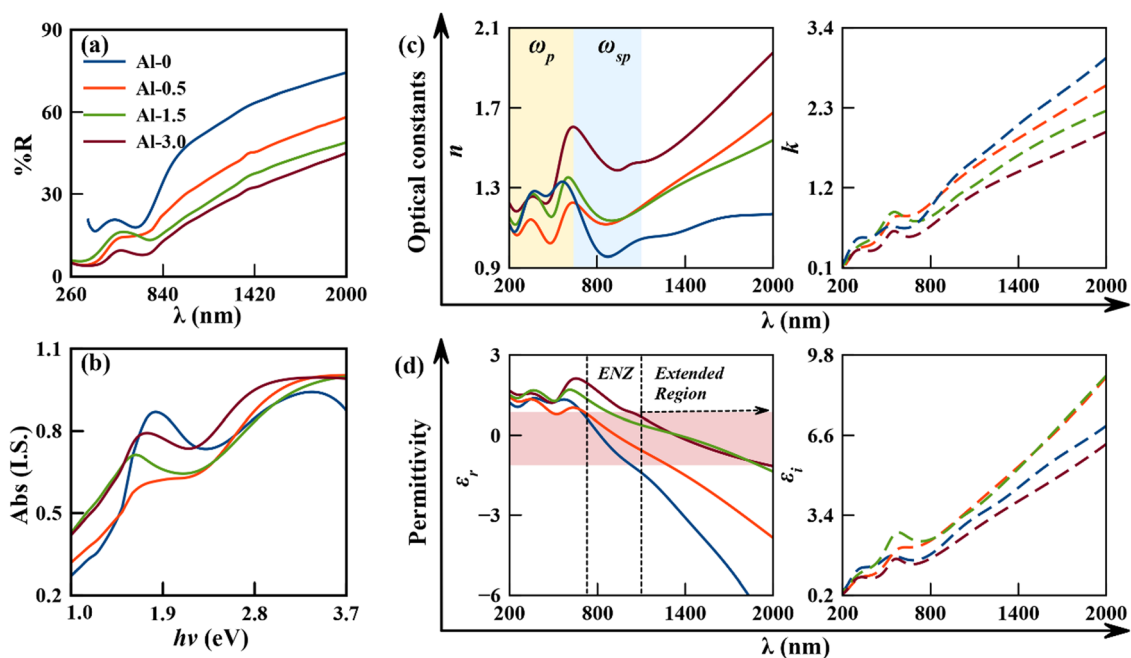 (a)
Al-0
Al-0.5
Al-1.5
Al-3.0
%R
90
60
30
0
260 840 1420 2000
λ (nm)
(b)
Abs (I.S.)
1.1
0.8
0.5
0.2
1.0 1.9 2.8 3.7
hν (eV)
(c)
Optical constants
n
2.1
1.7
1.3
0.9
ωp
ωsp
200 800 1400 2000
k
3.4
2.3
1.2
0.1
200 800 1400 2000
λ (nm)
(d)
Permittivity
εr
3
0
−3
−6
ENZ
Extended
Region
200 800 1400 2000
εi
9.8
6.6
3.4
0.2
200 800 1400 2000
λ (nm)